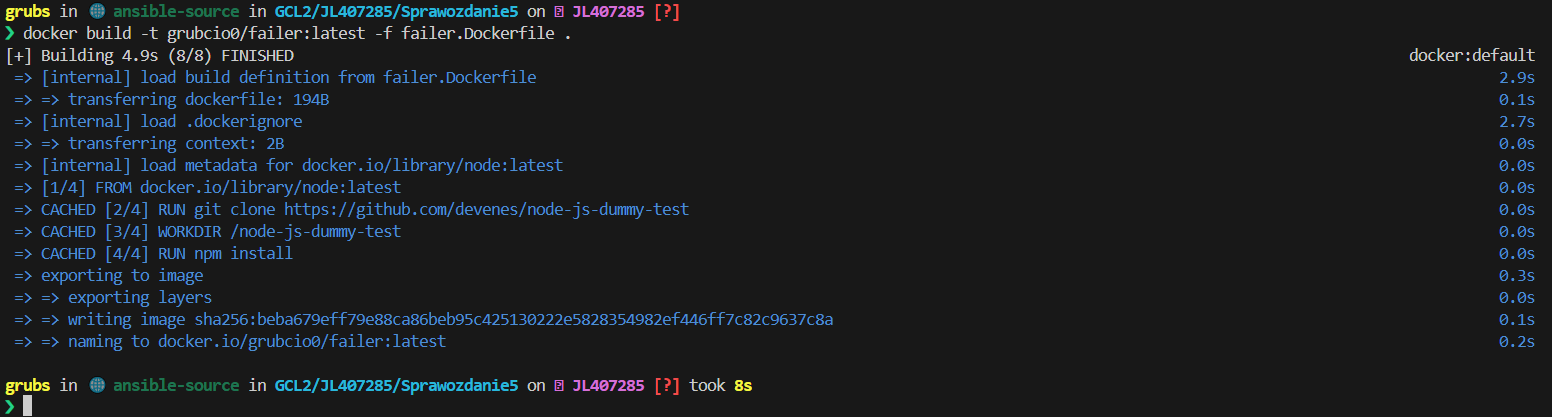 grubs in 🌐 ansible-source in GCL2/JL407285/Sprawozdanie5 on JL407285 [?]
❯ docker build -t grubcio0/failer:latest -f failer.Dockerfile .
[+] Building 4.9s (8/8) FINISHED docker:default
=> [internal] load build definition from failer.Dockerfile 2.9s
=> => transferring dockerfile: 194B 0.1s
=> [internal] load .dockerignore 2.7s
=> => transferring context: 2B 0.0s
=> [internal] load metadata for docker.io/library/node:latest 0.0s
=> [1/4] FROM docker.io/library/node:latest 0.0s
=> CACHED [2/4] RUN git clone https://github.com/devenes/node-js-dummy-test 0.0s
=> CACHED [3/4] WORKDIR /node-js-dummy-test 0.0s
=> CACHED [4/4] RUN npm install 0.0s
=> exporting to image 0.3s
=> => exporting layers 0.0s
=> => writing image sha256:beba679eff79e88ca86beb95c425130222e5828354982ef446ff7c82c9637c8a 0.1s
=> => naming to docker.io/grubcio0/failer:latest 0.2s
grubs in 🌐 ansible-source in GCL2/JL407285/Sprawozdanie5 on JL407285 [?] took 8s
❯